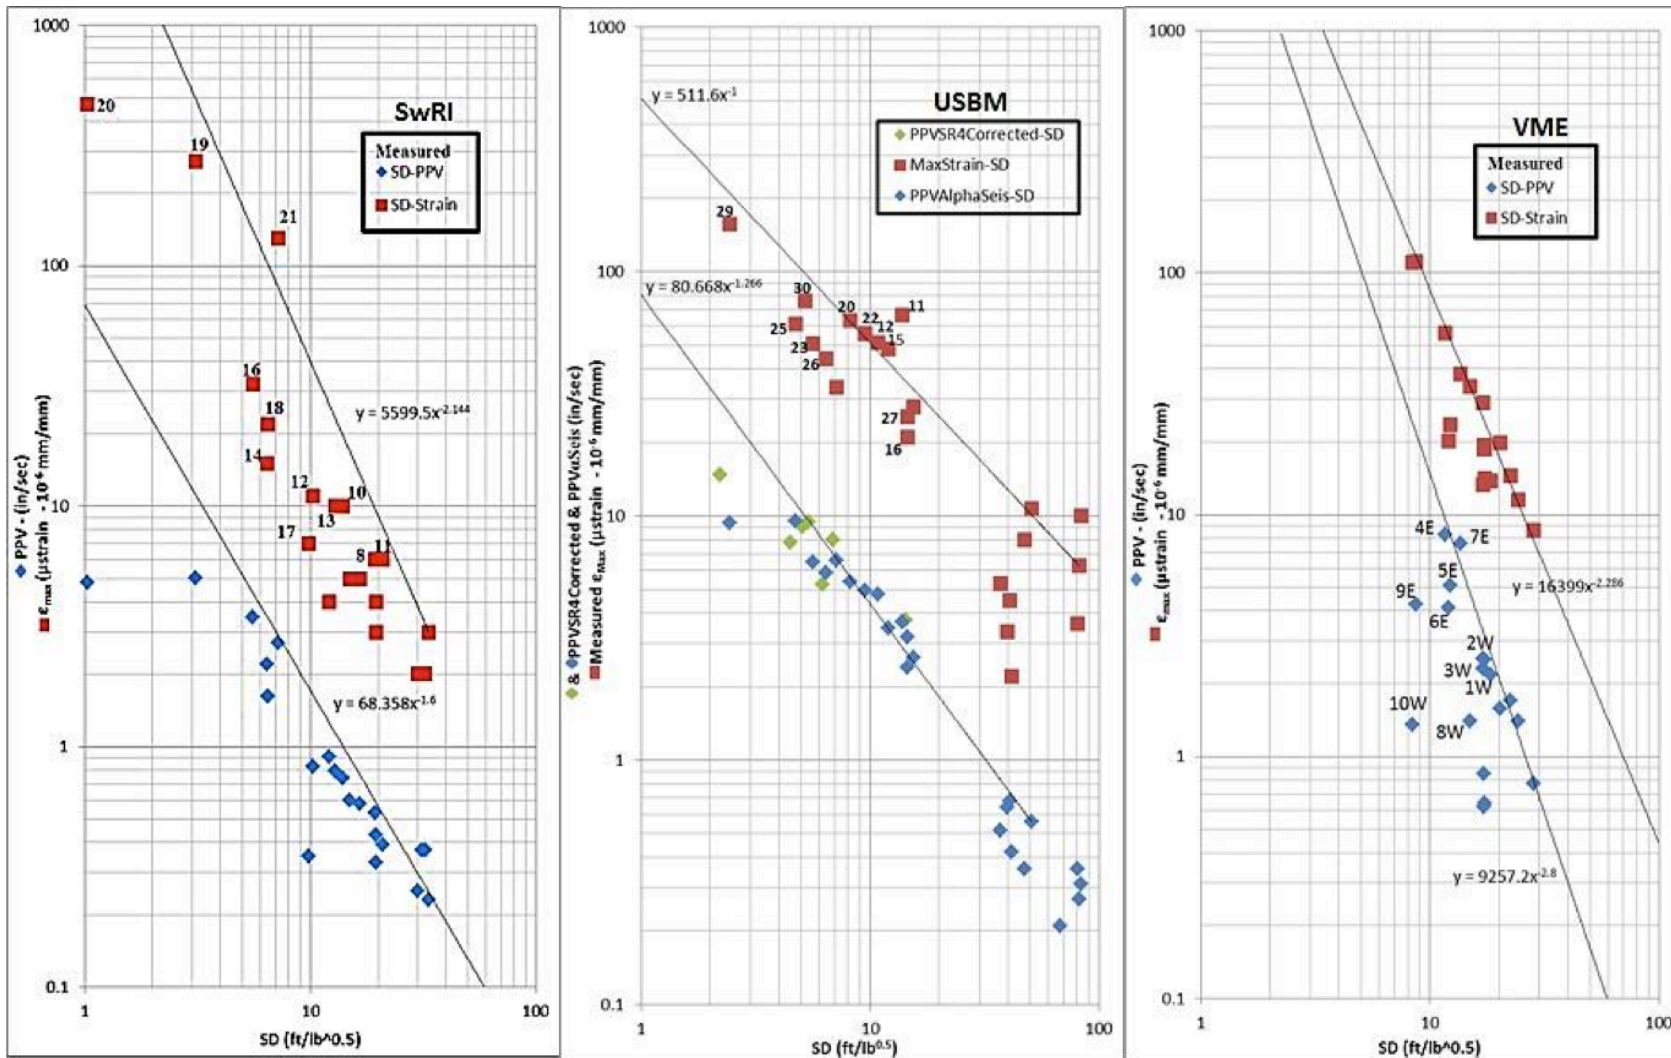 1000
100
10
1
0.1
1
10
100
SD (ft/lb^0.5)
PPV - (in/sec)
εmax (µstrain - 10⁻⁶ mm/mm)
SwRI
Measured
SD-PPV
SD-Strain
20
19
21
16
18
14
12
10
13
17
8
11
y = 5599.5x^-2.144
y = 68.358x^-1.6
1000
100
10
1
0.1
1
10
100
SD (ft/lb^0.5)
& PPVSR4Corrected & PPVαSeis (in/sec)
Measured εMax (µstrain - 10⁻⁶ mm/mm)
USBM
PPVSR4Corrected-SD
MaxStrain-SD
PPVAlphaSeis-SD
y = 511.6x^-1
y = 80.668x^-1.266
29
30
25
20
22
11
12
15
23
26
27
16
1000
100
10
1
0.1
1
10
100
SD (ft/lb^0.5)
PPV - (in/sec)
εmax (µstrain - 10⁻⁶ mm/mm)
VME
Measured
SD-PPV
SD-Strain
4E
7E
5E
9E
6E
2W
3W
1W
10W
8W
y = 16399x^-2.286
y = 9257.2x^-2.8